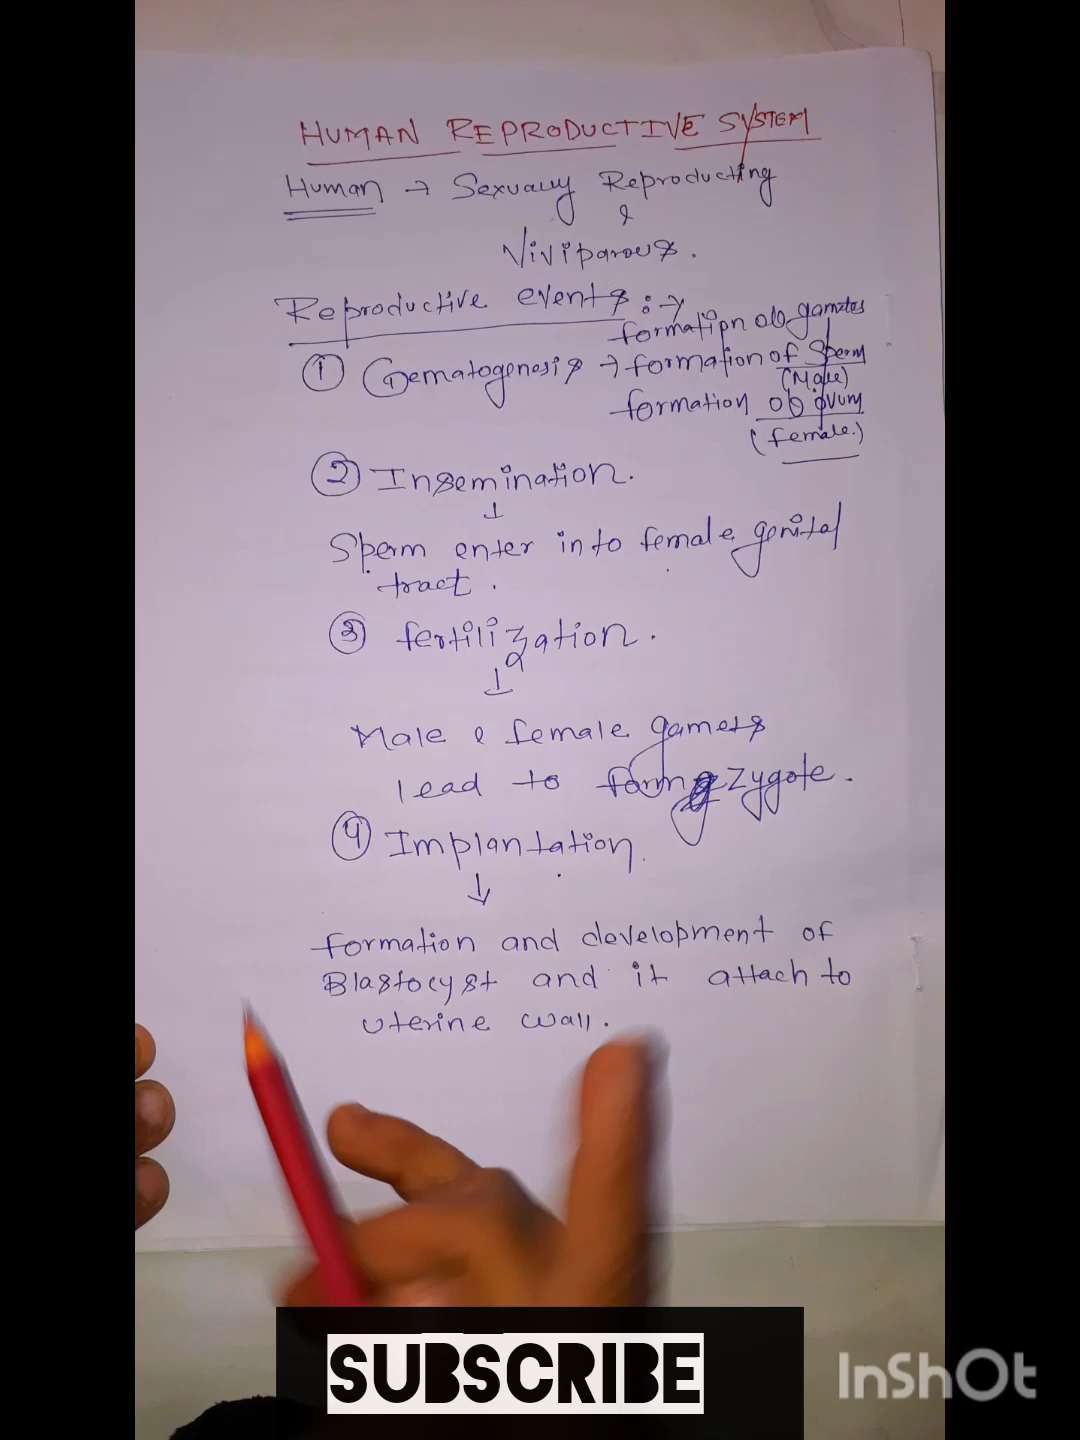 HUMAN REPRODUCTIVE SYSTEM
Human → Sexually Reproducting
&
Viviparous.
Reproductive events :→
formation of gametes
① Gematogenesis → formation of Sperm
(Male)
formation of ovum
(female.)
② Insemination.
↓
Sperm enter into female genital
tract.
③ fertilization.
↓
Male & female gamets
lead to form zygote.
④ Implantation.
↓
formation and development of
Blastocyst and it attach to
uterine wall.
SUBSCRIBE
InShOt